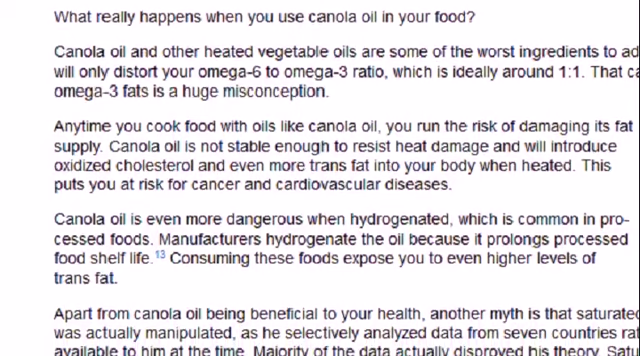 What really happens when you use canola oil in your food?
Canola oil and other heated vegetable oils are some of the worst ingredients to ad
will only distort your omega-6 to omega-3 ratio, which is ideally around 1:1. That ca
omega-3 fats is a huge misconception.
Anytime you cook food with oils like canola oil, you run the risk of damaging its fat
supply. Canola oil is not stable enough to resist heat damage and will introduce
oxidized cholesterol and even more trans fat into your body when heated. This
puts you at risk for cancer and cardiovascular diseases.
Canola oil is even more dangerous when hydrogenated, which is common in pro-
cessed foods. Manufacturers hydrogenate the oil because it prolongs processed
food shelf life.13 Consuming these foods expose you to even higher levels of
trans fat.
Apart from canola oil being beneficial to your health, another myth is that saturated
was actually manipulated, as he selectively analyzed data from seven countries rat
available to him at the time. Majority of the data actually disproved his theory. Satu